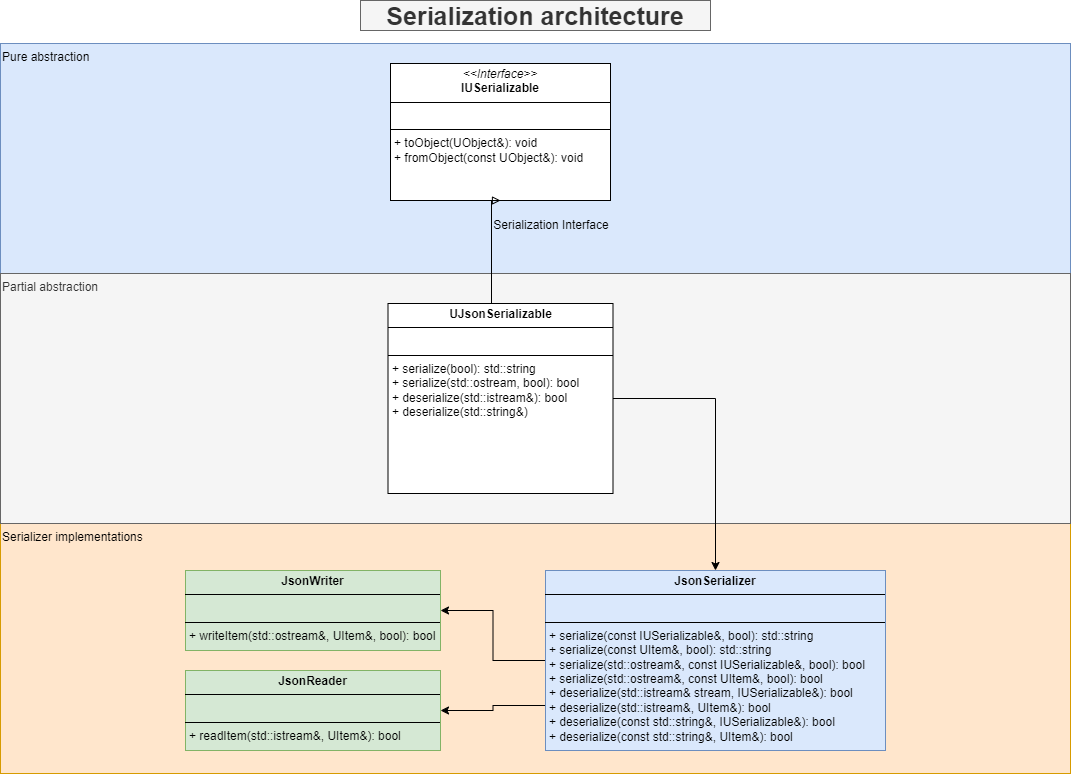 Serialization architecture
Pure abstraction
<<Interface>>
IUSerializable
+ toObject(UObject&): void
+ fromObject(const UObject&): void
Serialization Interface
Partial abstraction
UJsonSerializable
+ serialize(bool): std::string
+ serialize(std::ostream, bool): bool
+ deserialize(std::istream&): bool
+ deserialize(std::string&)
Serializer implementations
JsonWriter
+ writeItem(std::ostream&, UItem&, bool): bool
JsonReader
+ readItem(std::istream&, UItem&): bool
JsonSerializer
+ serialize(const IUSerializable&, bool): std::string
+ serialize(const UItem&, bool): std::string
+ serialize(std::ostream&, const IUSerializable&, bool): bool
+ serialize(std::ostream&, const UItem&, bool): bool
+ deserialize(std::istream& stream, IUSerializable&): bool
+ deserialize(std::istream&, UItem&): bool
+ deserialize(const std::string&, IUSerializable&): bool
+ deserialize(const std::string&, UItem&): bool